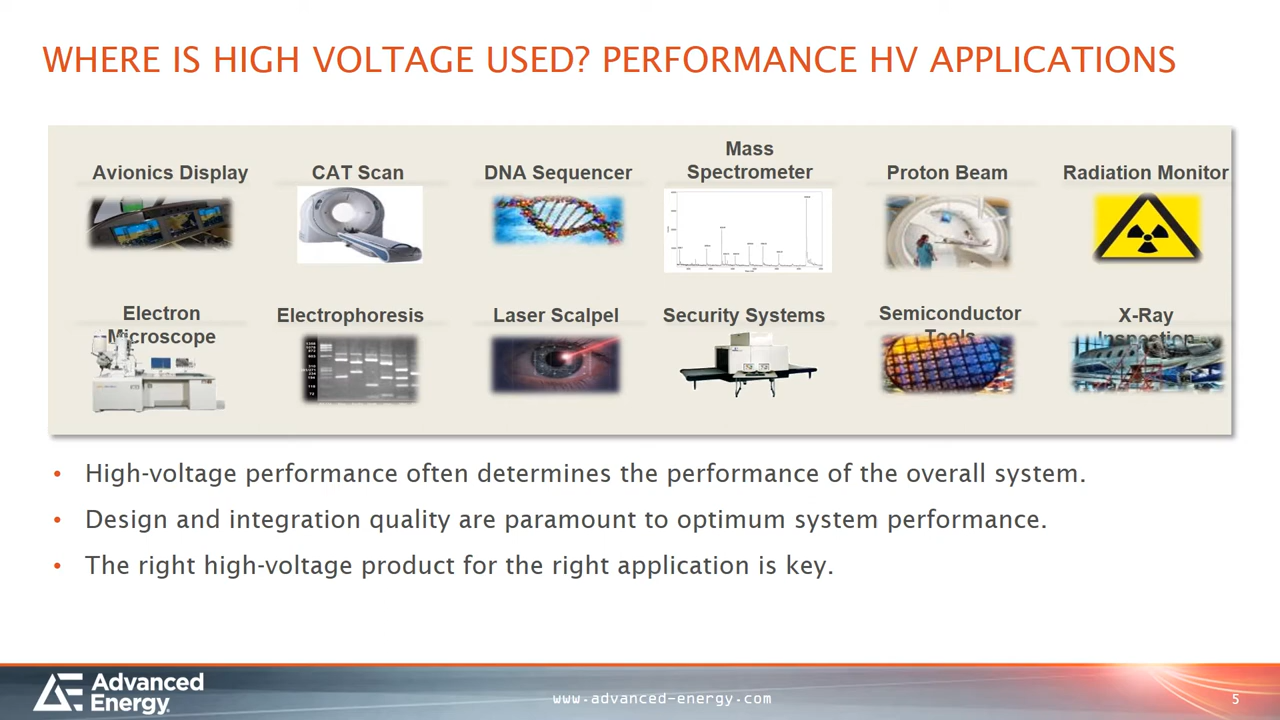 WHERE IS HIGH VOLTAGE USED? PERFORMANCE HV APPLICATIONS
Avionics Display
CAT Scan
DNA Sequencer
Mass
Spectrometer
Proton Beam
Radiation Monitor
Electron
Microscope
Electrophoresis
Laser Scalpel
Security Systems
Semiconductor
Tools
X-Ray
Inspection
• High-voltage performance often determines the performance of the overall system.
• Design and integration quality are paramount to optimum system performance.
• The right high-voltage product for the right application is key.
Advanced
Energy
www.advanced-energy.com
5